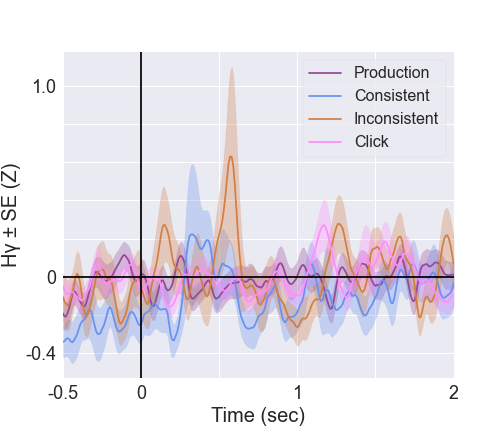 Production
Consistent
Inconsistent
Click
1.0
0
-0.4
Hγ ± SE (Z)
-0.5
0
1
2
Time (sec)